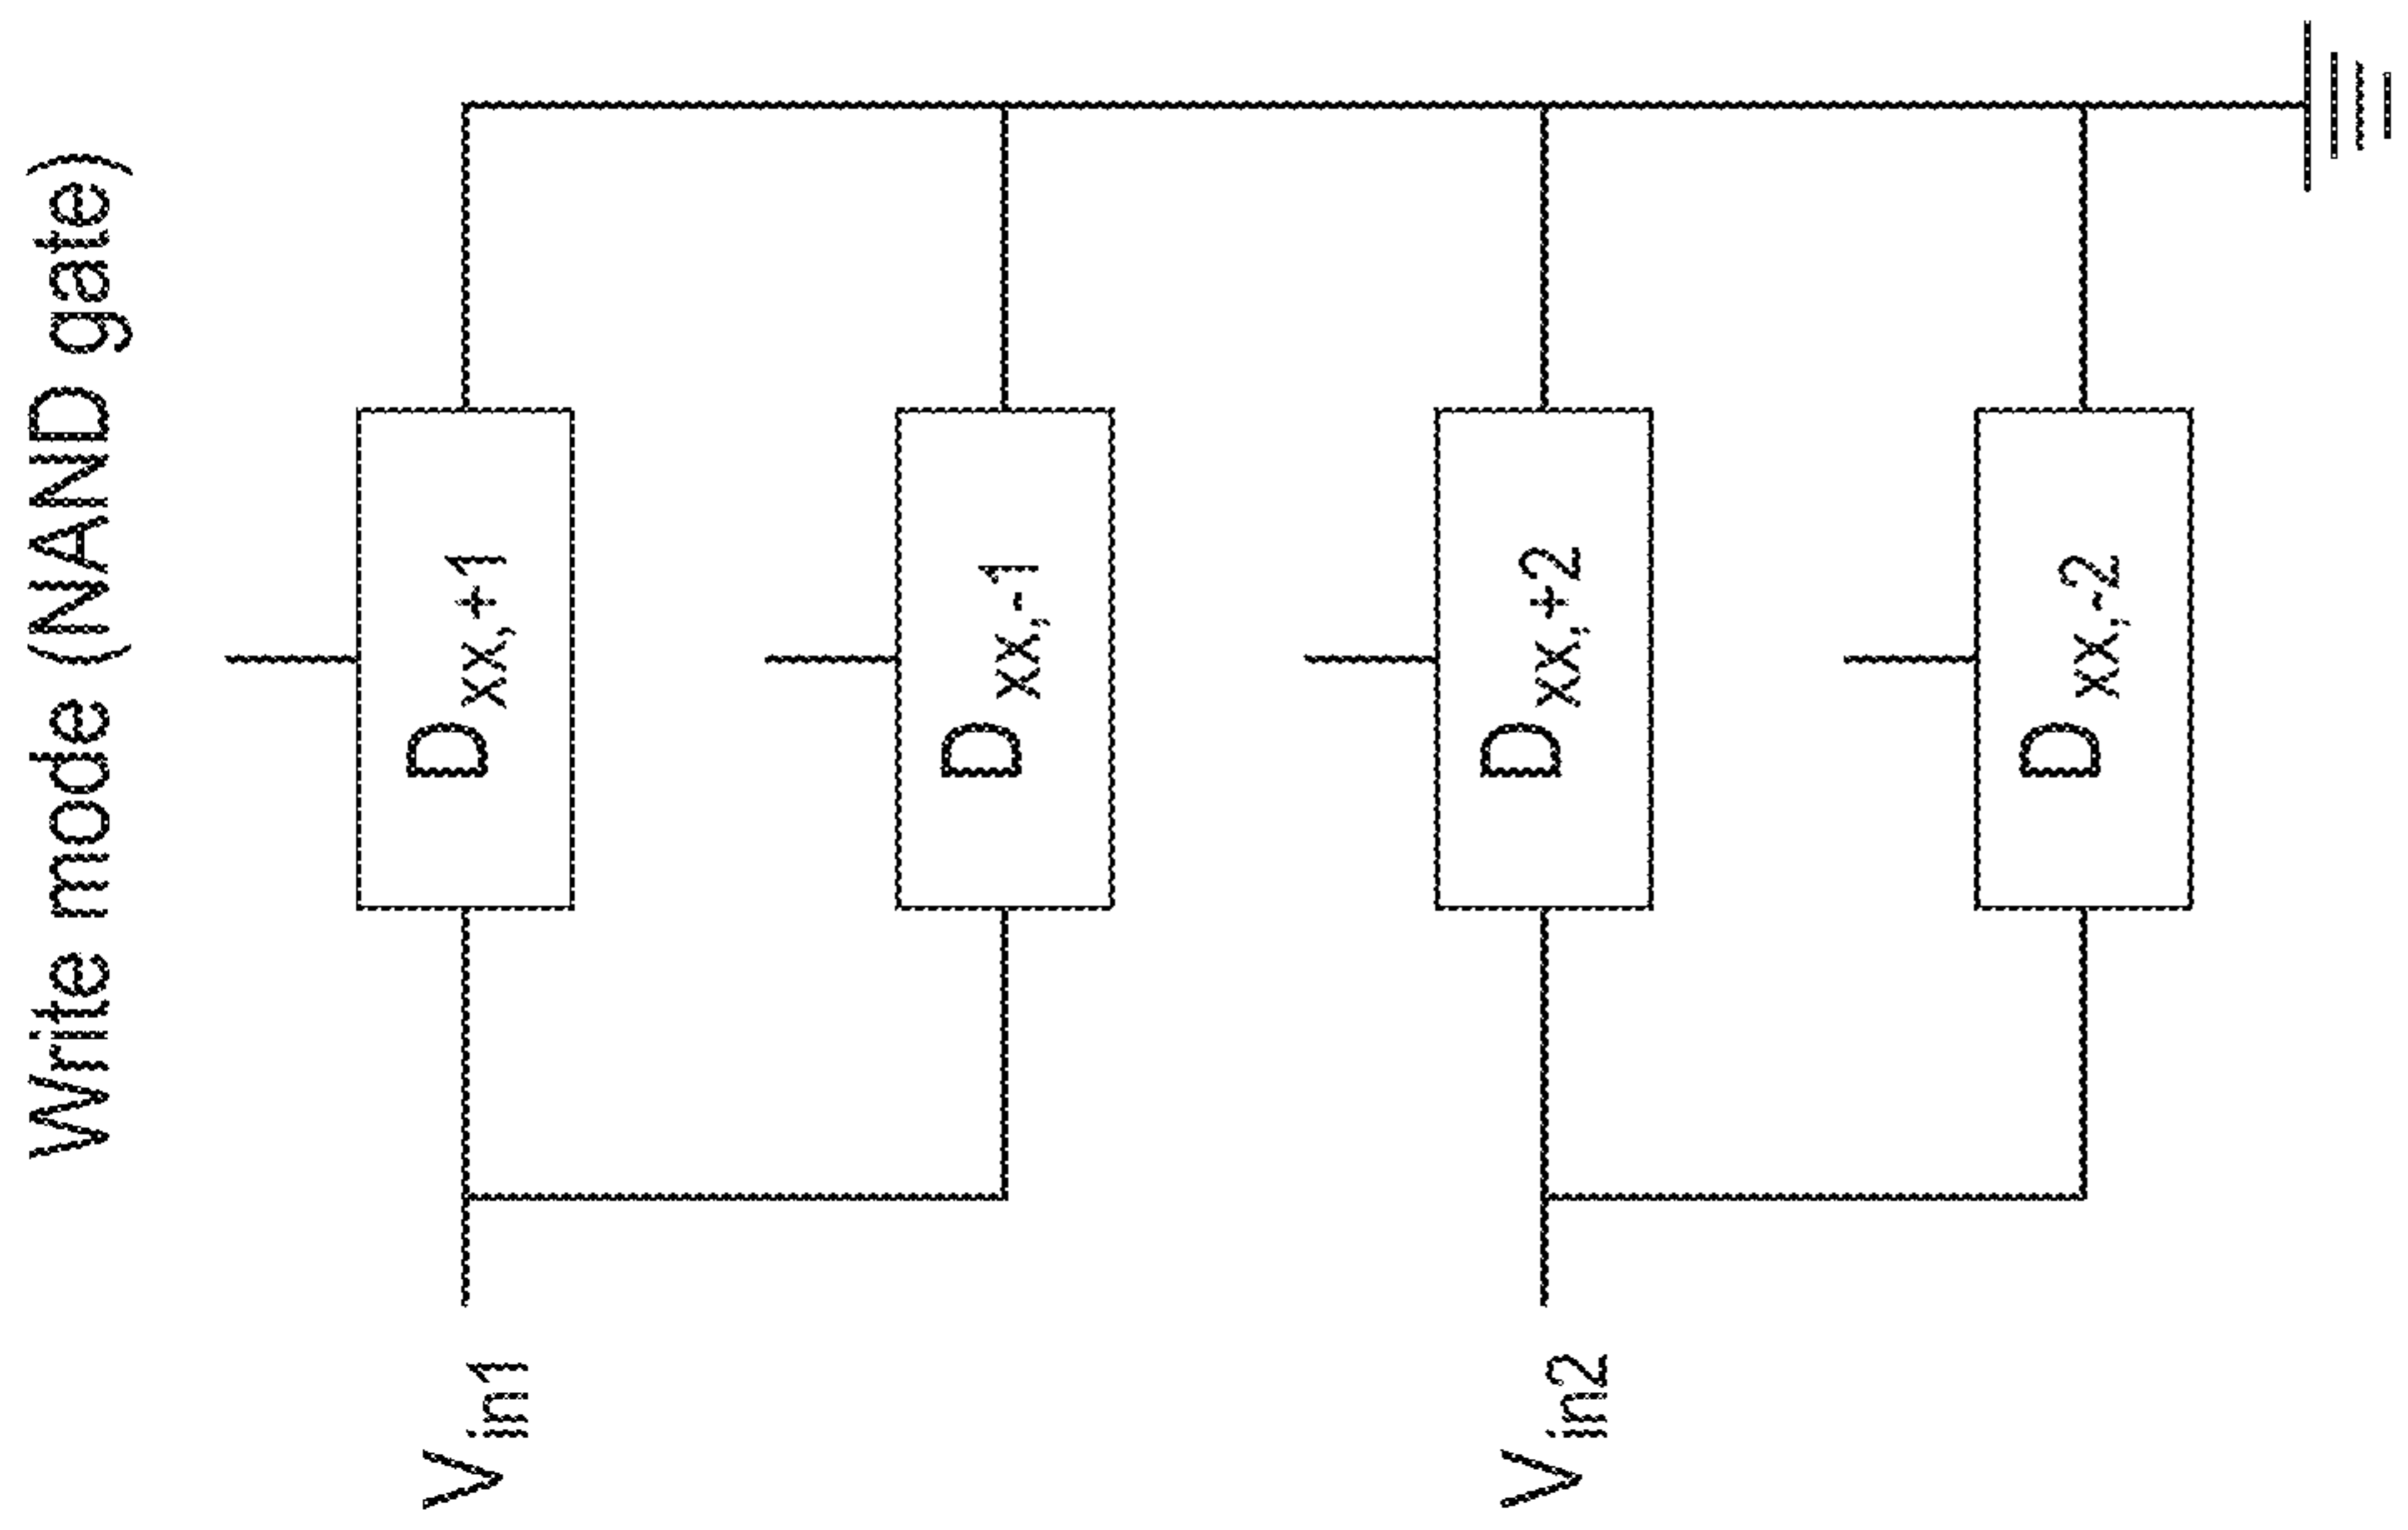 Write mode (NAND gate)
V_in1
D_xx,+1
D_xx,-1
V_in2
D_xx,+2
D_xx,-2